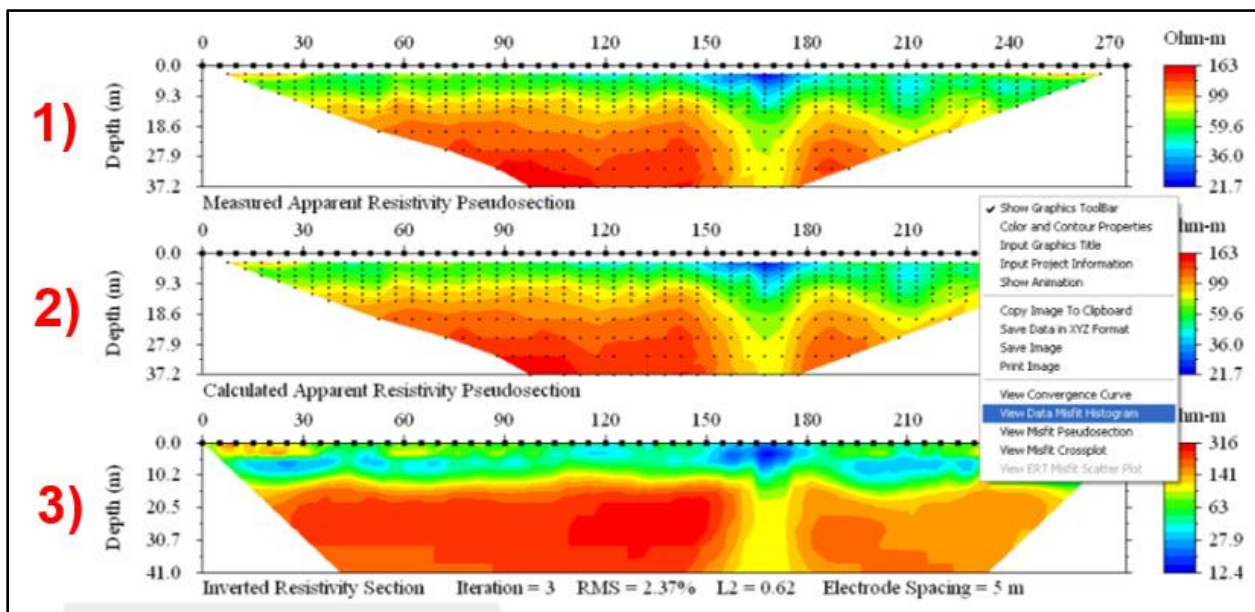 0 30 60 90 120 150 180 210 240 270 Ohm-m
1)
Depth (m)
0.0
9.3
18.6
27.9
37.2
163
99
59.6
36.0
21.7
Measured Apparent Resistivity Pseudosection
0 30 60 90 120 150 180 210
2)
Depth (m)
0.0
9.3
18.6
27.9
37.2
hm-m
163
99
59.6
36.0
21.7
Calculated Apparent Resistivity Pseudosection
✓ Show Graphics ToolBar
Color and Contour Properties
Input Graphics Title
Input Project Information
Show Animation
Copy Image To Clipboard
Save Data in XYZ Format
Save Image
Print Image
View Convergence Curve
View Data Misfit Histogram
View Misfit Pseudosection
View Misfit Crossplot
View ERT Misfit Scatter Plot
0 30 60 90 120 150 180 210
3)
Depth (m)
0.0
10.2
20.5
30.7
41.0
hm-m
316
141
63
27.9
12.4
Inverted Resistivity Section Iteration = 3 RMS = 2.37% L2 = 0.62 Electrode Spacing = 5 m